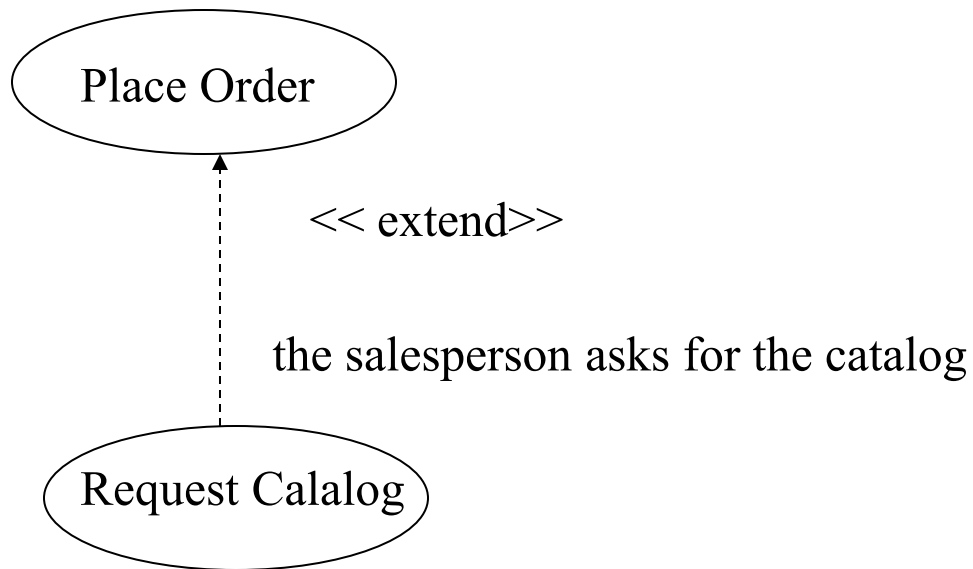 Place Order
<< extend>>
the salesperson asks for the catalog
Request Calalog